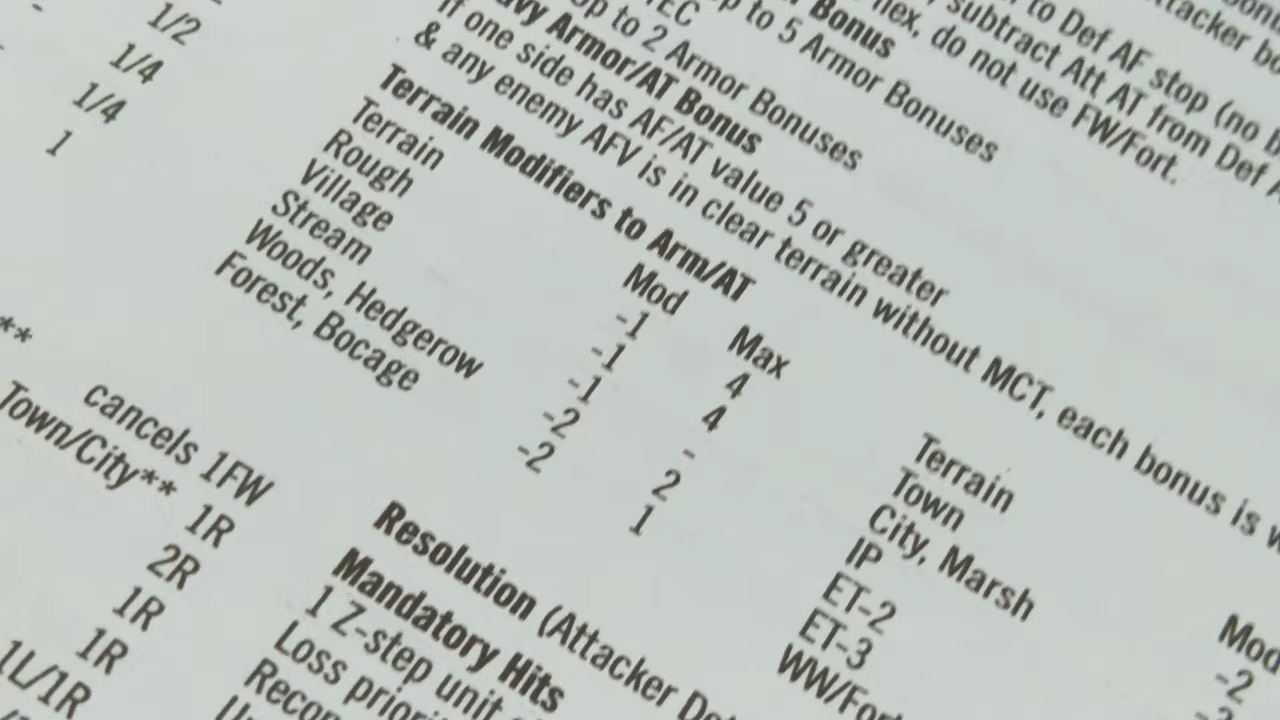 1/2
1/4
1/4
1
to Def AF stop (no
subtract Att AT from Def
hex, do not use FW/Fort.
Bonus
to 5 Armor Bonuses
to 2 Armor Bonuses
Armor/AT Bonus
If one side has AF/AT value 5 or greater
& any enemy AFV is in clear terrain without MCT, each bonus is
Terrain Modifiers to Arm/AT
Terrain Mod Max
Rough -1 4
Village -1 4
Stream -1 -
Woods, Hedgerow -2 2
Forest, Bocage -2 1
Terrain Mod
Town -2
City, Marsh
IP
ET-2
ET-3
**
cancels 1FW
Town/City**
1R
2R
1R
1R
1L/1R
Resolution (Attacker
Mandatory Hits
1 Z-step unit
Loss